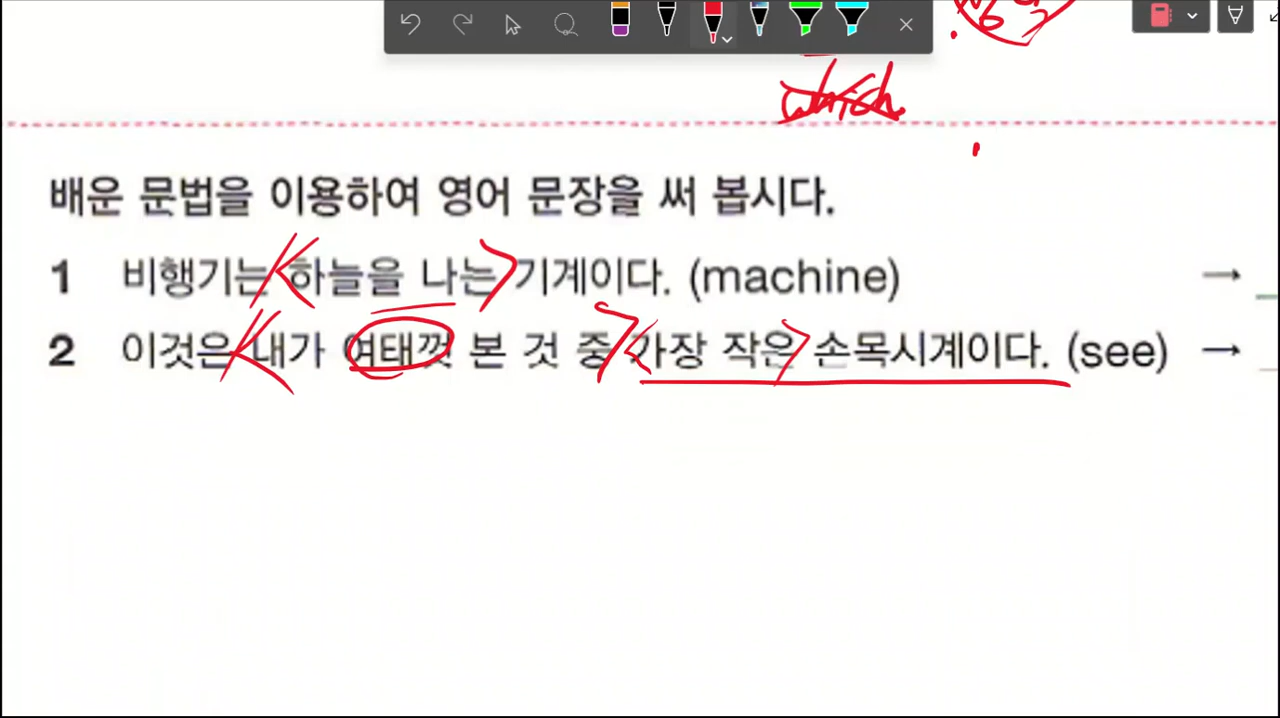 which
배운 문법을 이용하여 영어 문장을 써 봅시다.
1 비행기는 하늘을 나는 기계이다. (machine) →
2 이것은 내가 여태껏 본 것 중 가장 작은 손목시계이다. (see) →